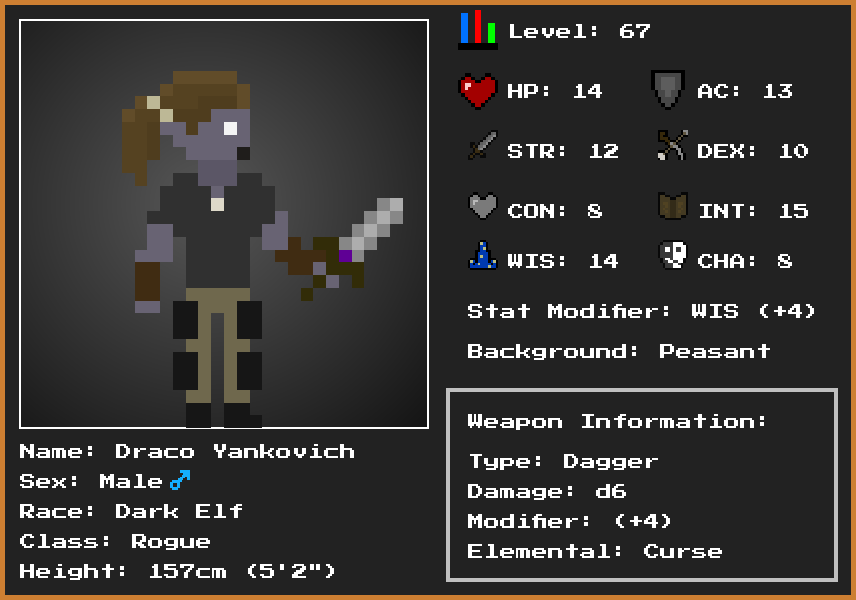 Level: 67
HP: 14
AC: 13
STR: 12
DEX: 10
CON: 8
INT: 15
WIS: 14
CHA: 8
Stat Modifier: WIS (+4)
Background: Peasant
Weapon Information:
Type: Dagger
Damage: d6
Modifier: (+4)
Elemental: Curse
Name: Draco Yankovich
Sex: Male♂
Race: Dark Elf
Class: Rogue
Height: 157cm (5'2")